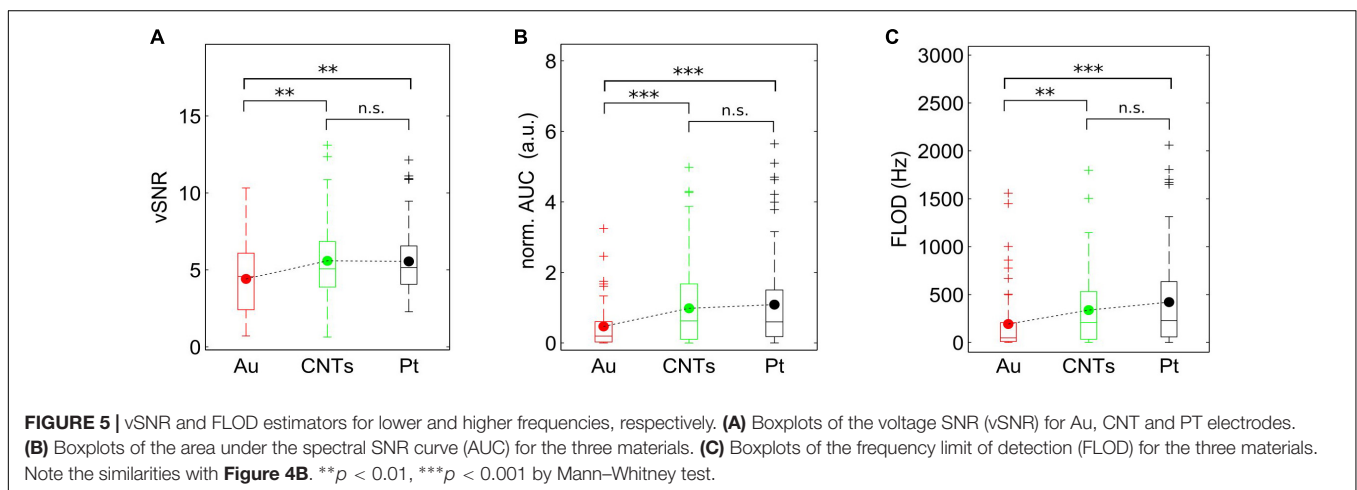 A
vSNR
15
10
5
0
**
**
n.s.
Au CNTs Pt
B
norm. AUC (a.u.)
8
6
4
2
0
***
***
n.s.
Au CNTs Pt
C
FLOD (Hz)
3000
2500
2000
1500
1000
500
0
***
**
n.s.
Au CNTs Pt
FIGURE 5 | vSNR and FLOD estimators for lower and higher frequencies, respectively. (A) Boxplots of the voltage SNR (vSNR) for Au, CNT and PT electrodes.
(B) Boxplots of the area under the spectral SNR curve (AUC) for the three materials. (C) Boxplots of the frequency limit of detection (FLOD) for the three materials.
Note the similarities with Figure 4B. **p < 0.01, ***p < 0.001 by Mann–Whitney test.